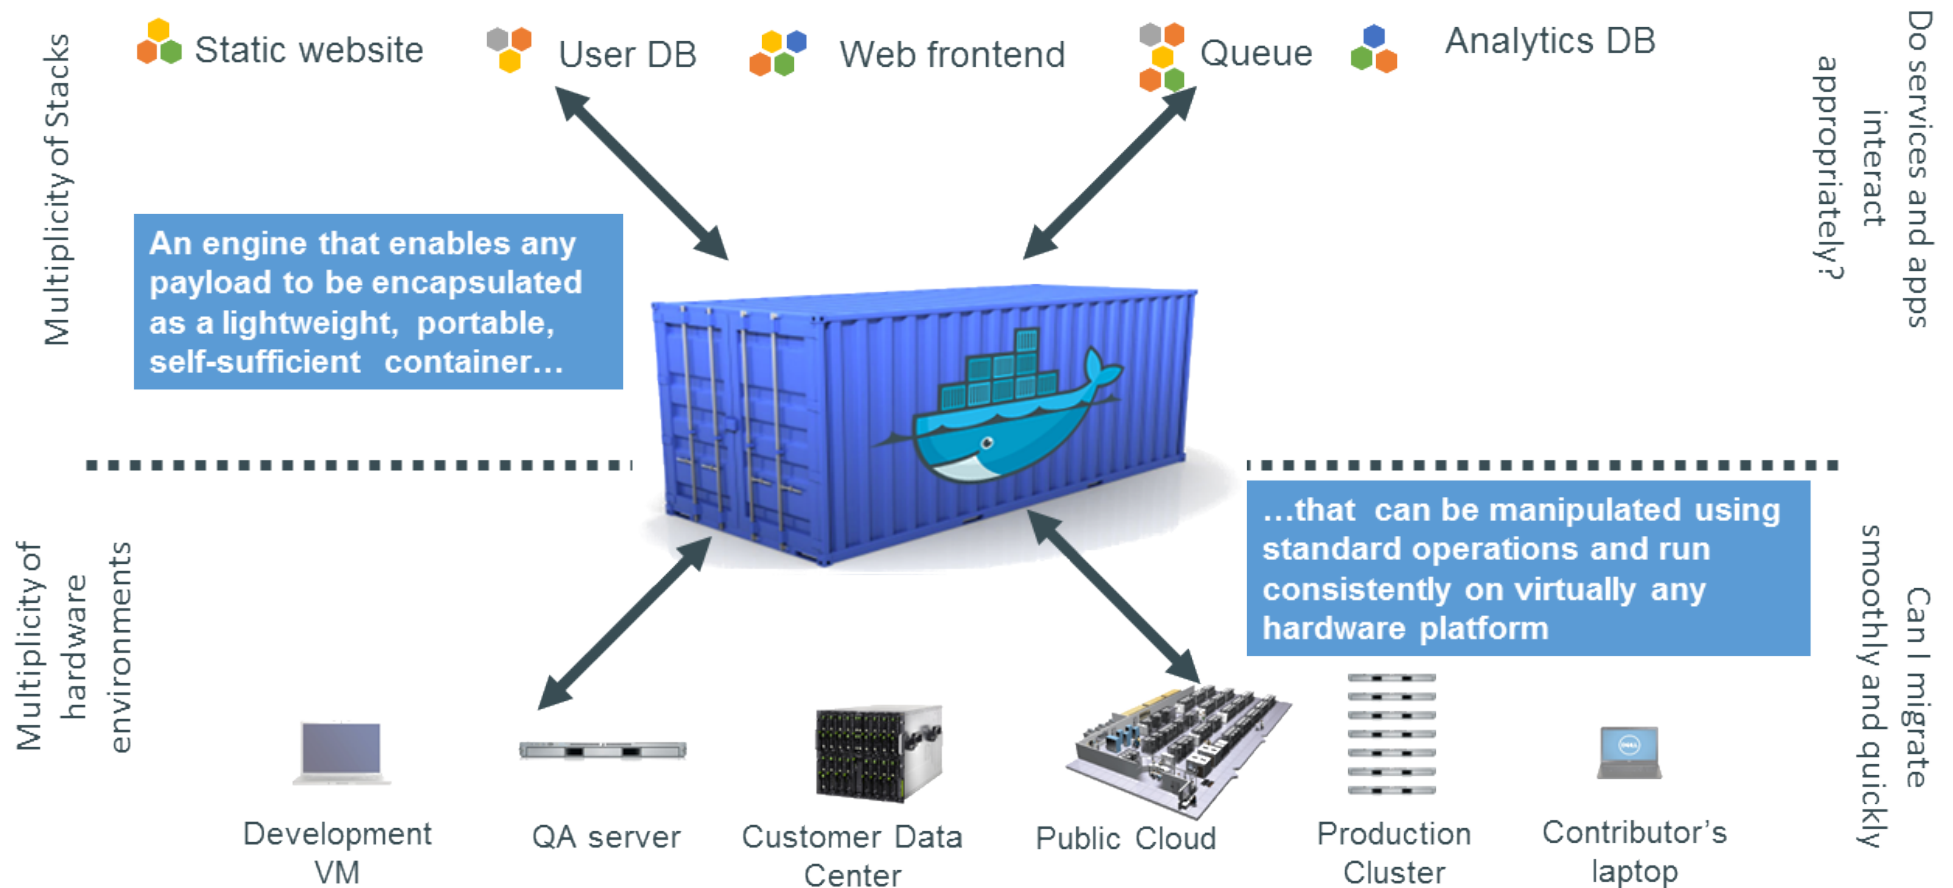 Static website
User DB
Web frontend
Queue
Analytics DB
Multiplicity of Stacks
Do services and apps
interact
appropriately?
An engine that enables any
payload to be encapsulated
as a lightweight, portable,
self-sufficient container…
…that can be manipulated using
standard operations and run
consistently on virtually any
hardware platform
Multiplicity of
hardware
environments
Can I migrate
smoothly and quickly
DELL
Development
VM
QA server
Customer Data
Center
Public Cloud
Production
Cluster
Contributor’s
laptop